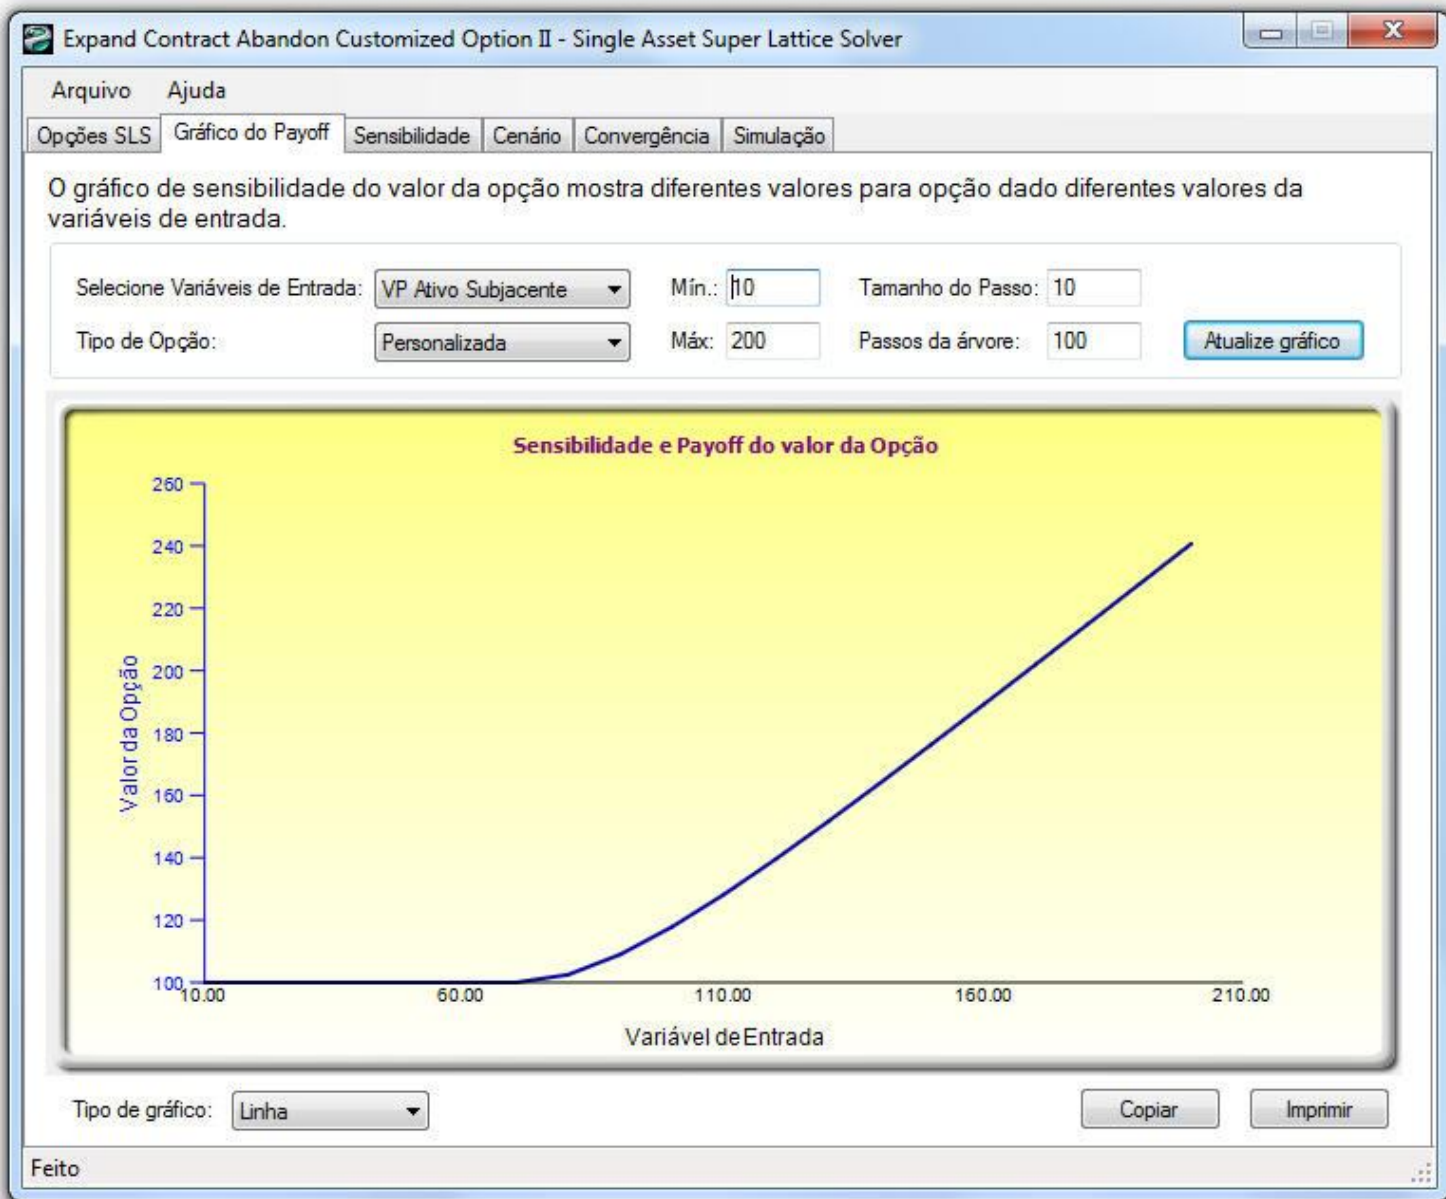 Expand Contract Abandon Customized Option II - Single Asset Super Lattice Solver
Arquivo Ajuda
Opções SLS Gráfico do Payoff Sensibilidade Cenário Convergência Simulação
O gráfico de sensibilidade do valor da opção mostra diferentes valores para opção dado diferentes valores da
variáveis de entrada.
Selecione Variáveis de Entrada: VP Ativo Subjacente Mín.: 10 Tamanho do Passo: 10
Tipo de Opção: Personalizada Máx: 200 Passos da árvore: 100 Atualize gráfico
Sensibilidade e Payoff do valor da Opção
260
240
220
200
180
160
140
120
100
Valor da Opção
10.00 60.00 110.00 160.00 210.00
Variável de Entrada
Tipo de gráfico: Linha Copiar Imprimir
Feito